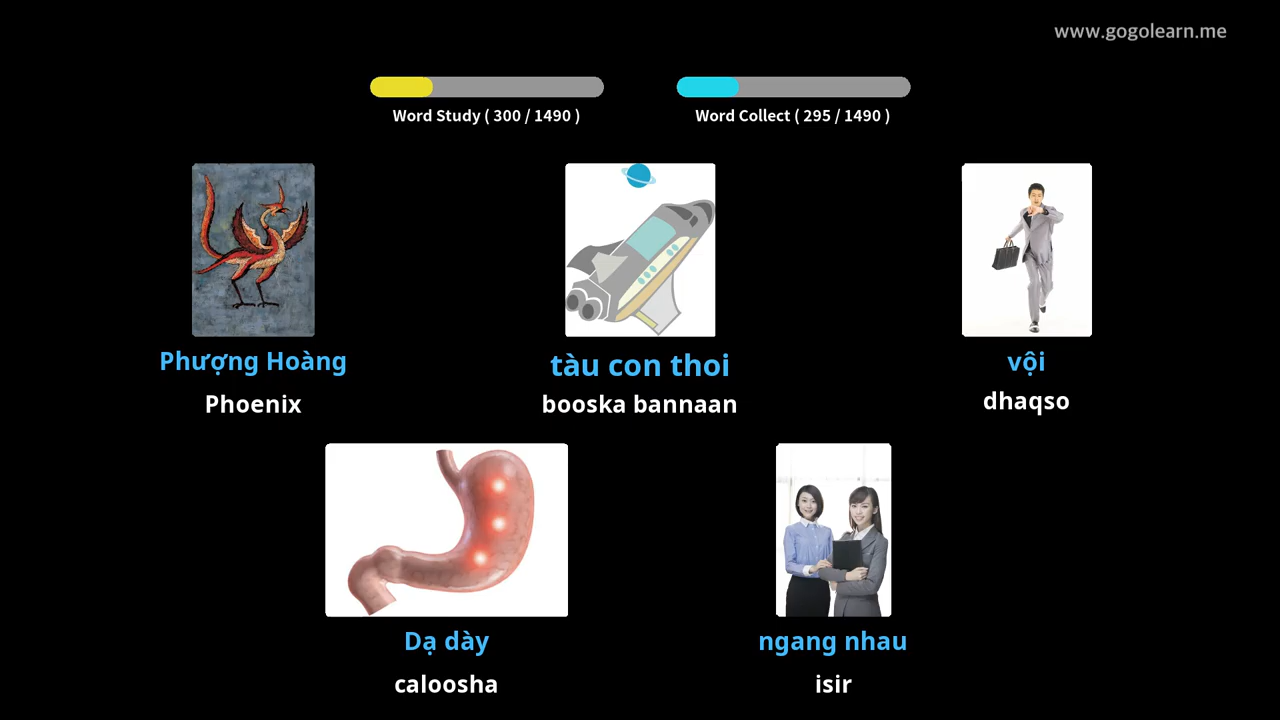 www.gogolearn.me
Word Study ( 300 / 1490 )
Word Collect ( 295 / 1490 )
Phượng Hoàng
Phoenix
tàu con thoi
booska bannaan
vội
dhaqso
Dạ dày
caloosha
ngang nhau
isir